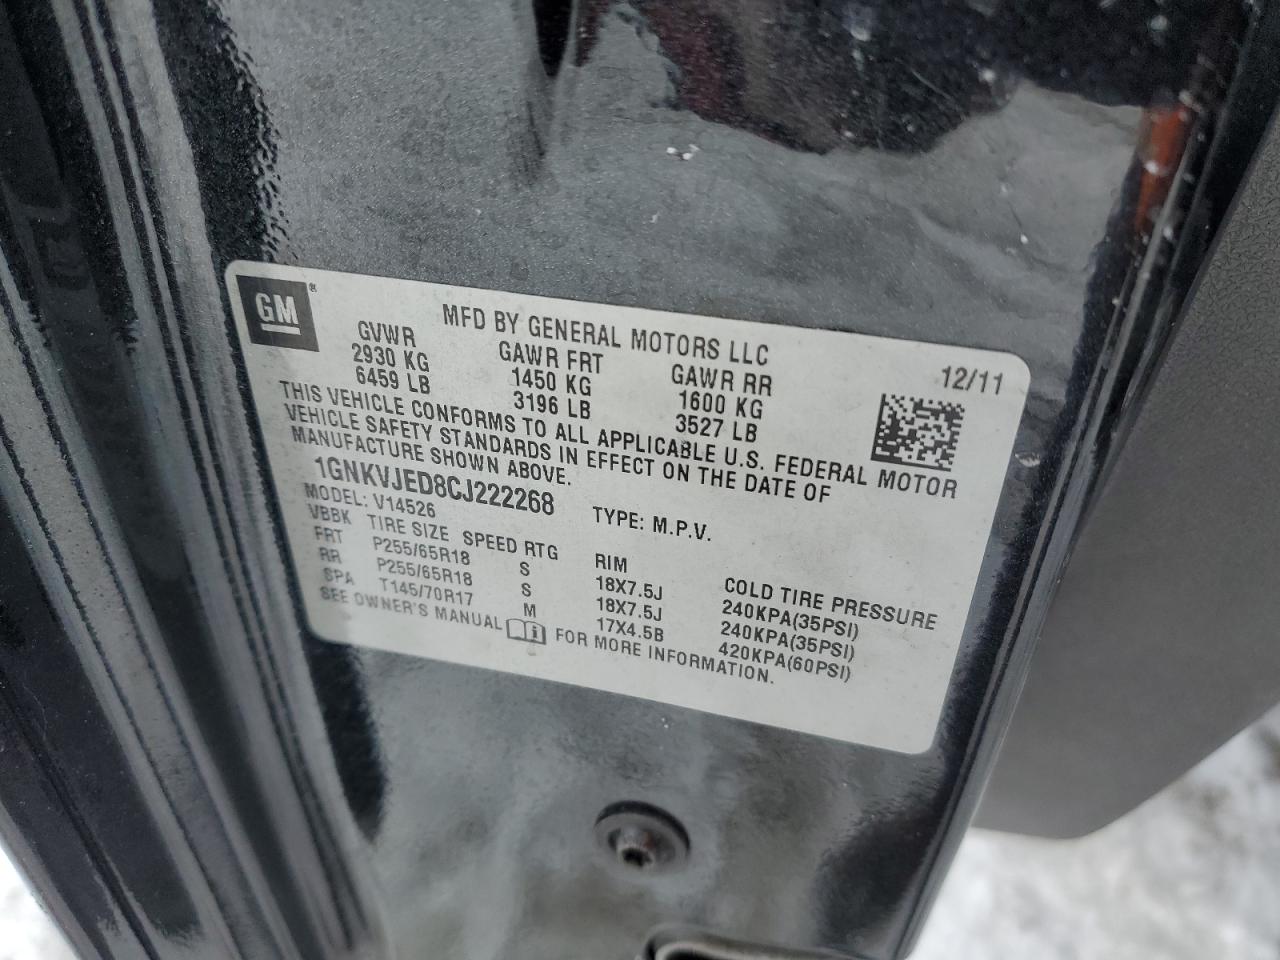 GM ®
MFD BY GENERAL MOTORS LLC
12/11
GVWR GAWR FRT GAWR RR
2930 KG 1450 KG 1600 KG
6459 LB 3196 LB 3527 LB
THIS VEHICLE CONFORMS TO ALL APPLICABLE U.S. FEDERAL MOTOR
VEHICLE SAFETY STANDARDS IN EFFECT ON THE DATE OF
MANUFACTURE SHOWN ABOVE.
1GNKVJED8CJ222268 TYPE: M.P.V.
MODEL: V14526
VBBK TIRE SIZE SPEED RTG RIM COLD TIRE PRESSURE
FRT P255/65R18 S 18X7.5J 240KPA(35PSI)
RR P255/65R18 S 18X7.5J 240KPA(35PSI)
SPA T145/70R17 M 17X4.5B 420KPA(60PSI)
SEE OWNER'S MANUAL FOR MORE INFORMATION.